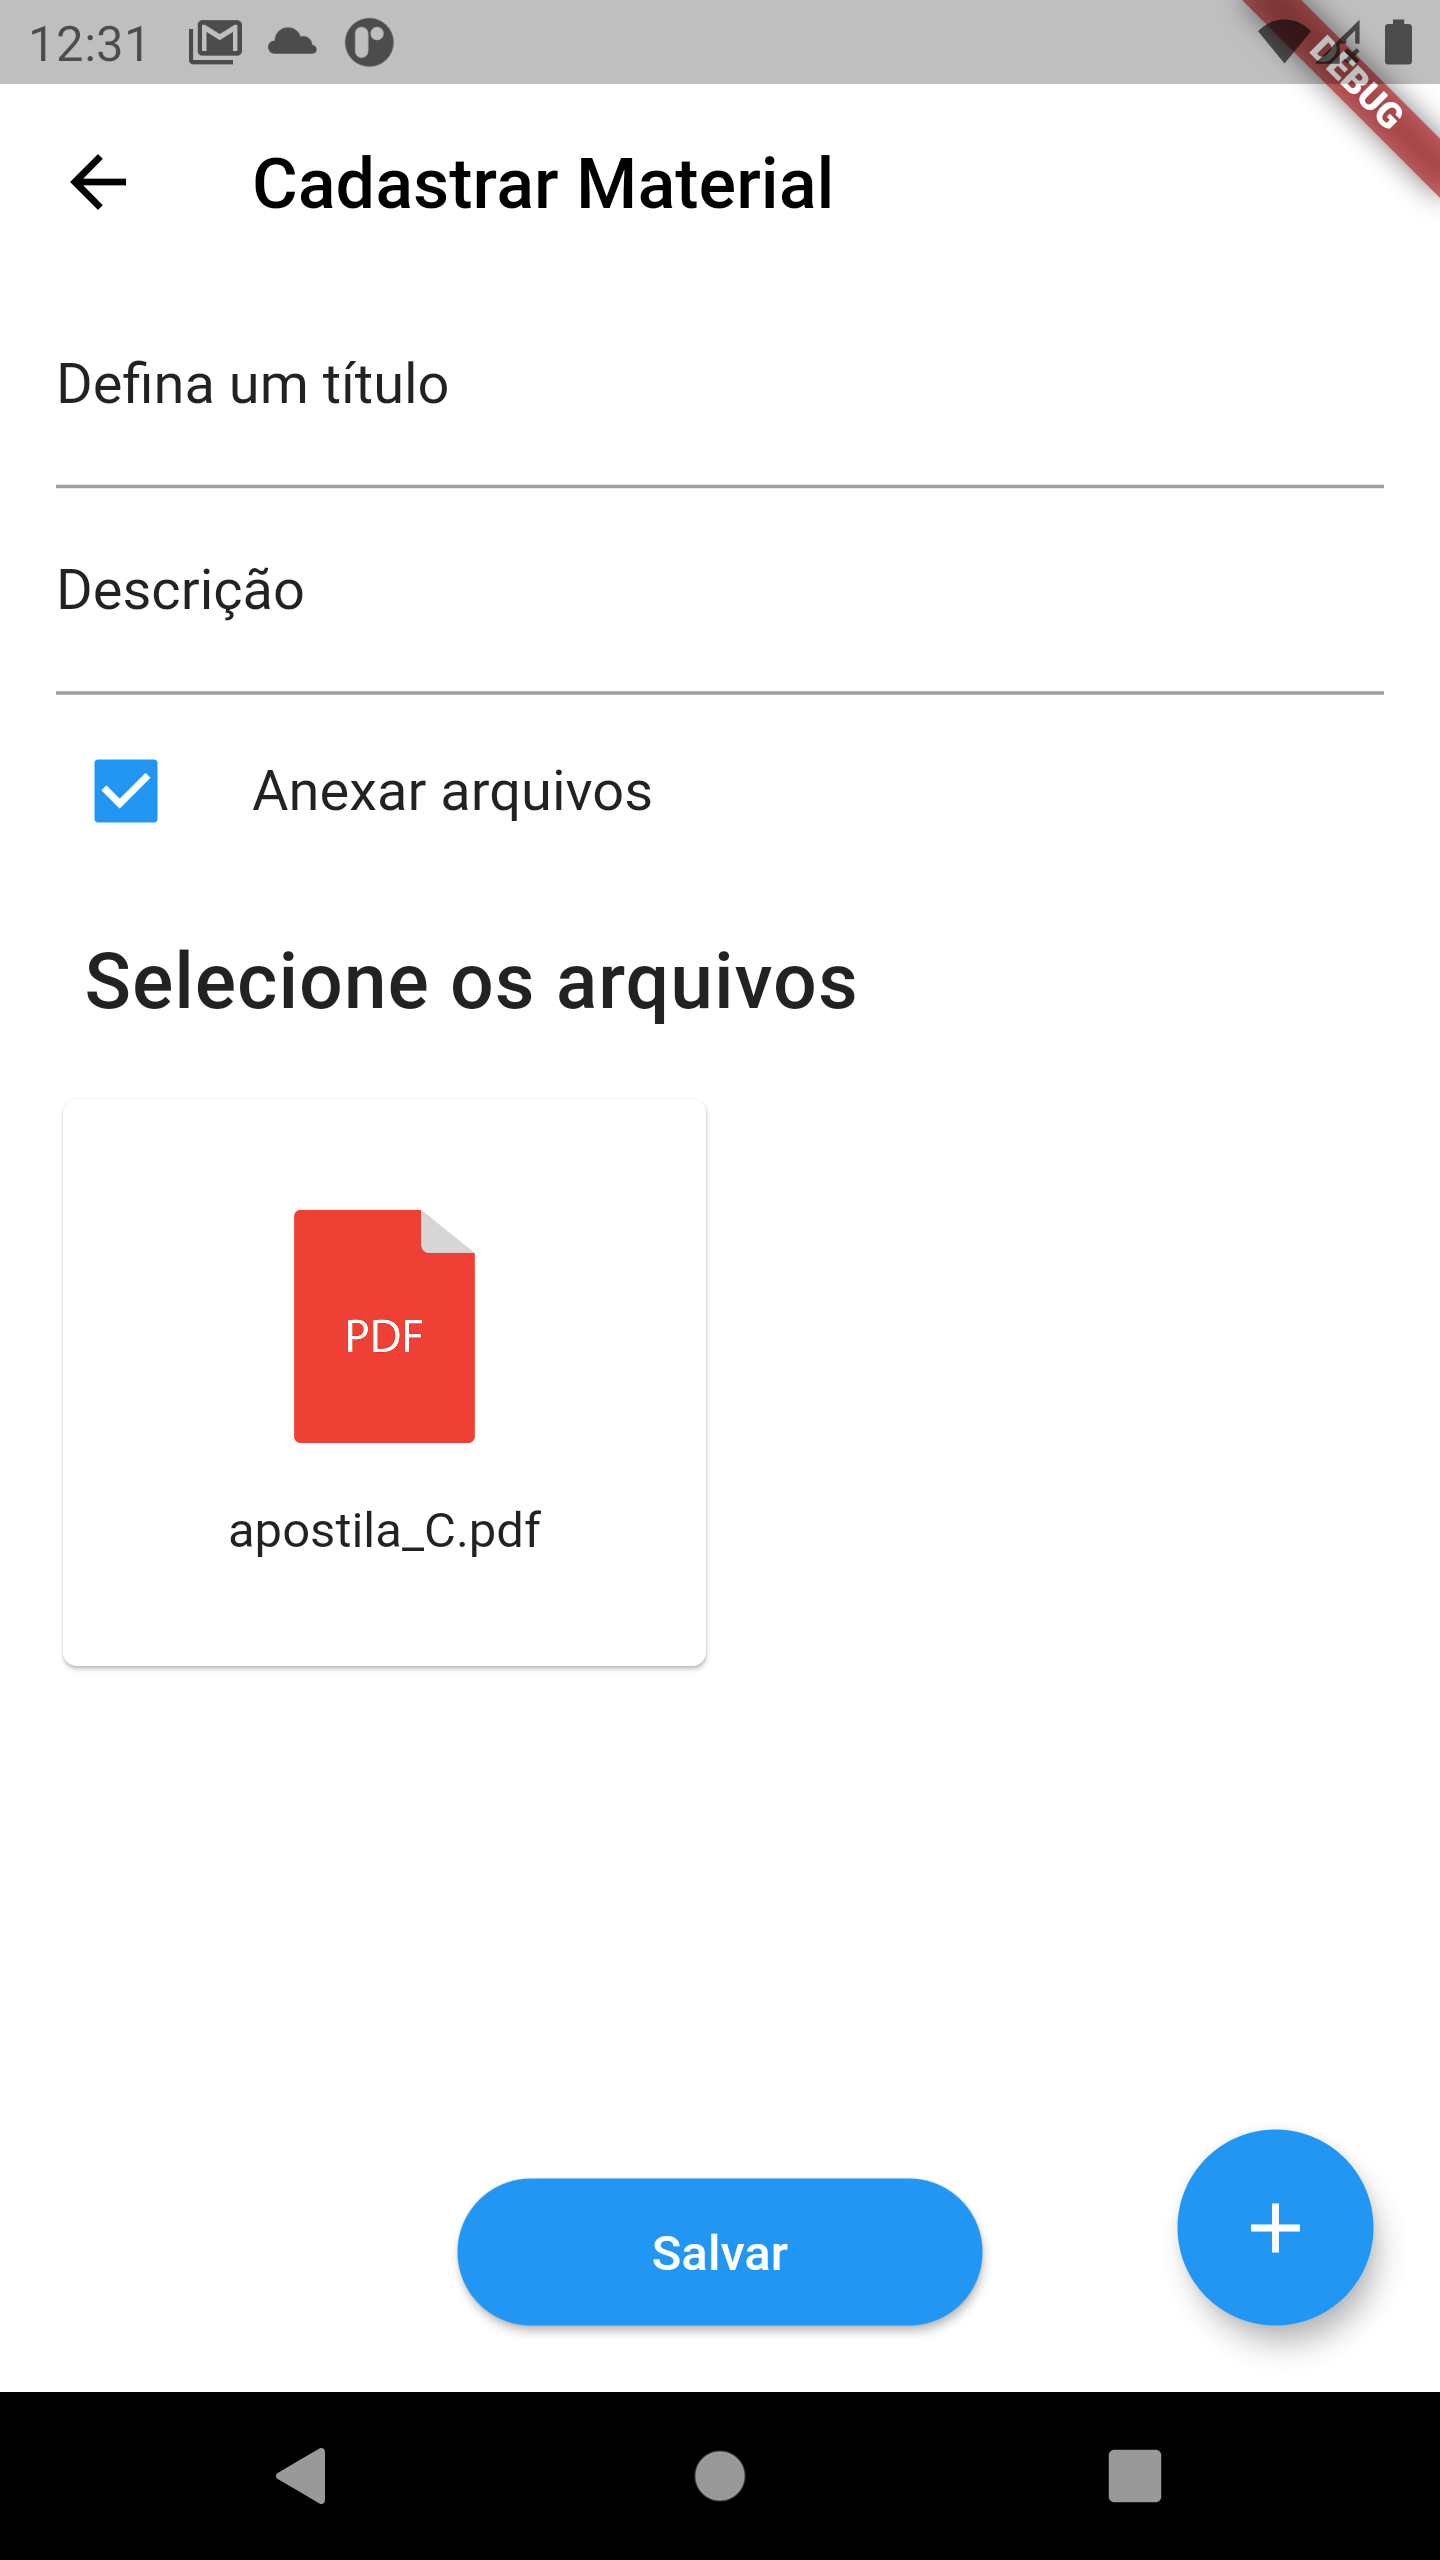 12:31
DEBUG
Cadastrar Material
Defina um título
Descrição
Anexar arquivos
Selecione os arquivos
PDF
apostila_C.pdf
Salvar